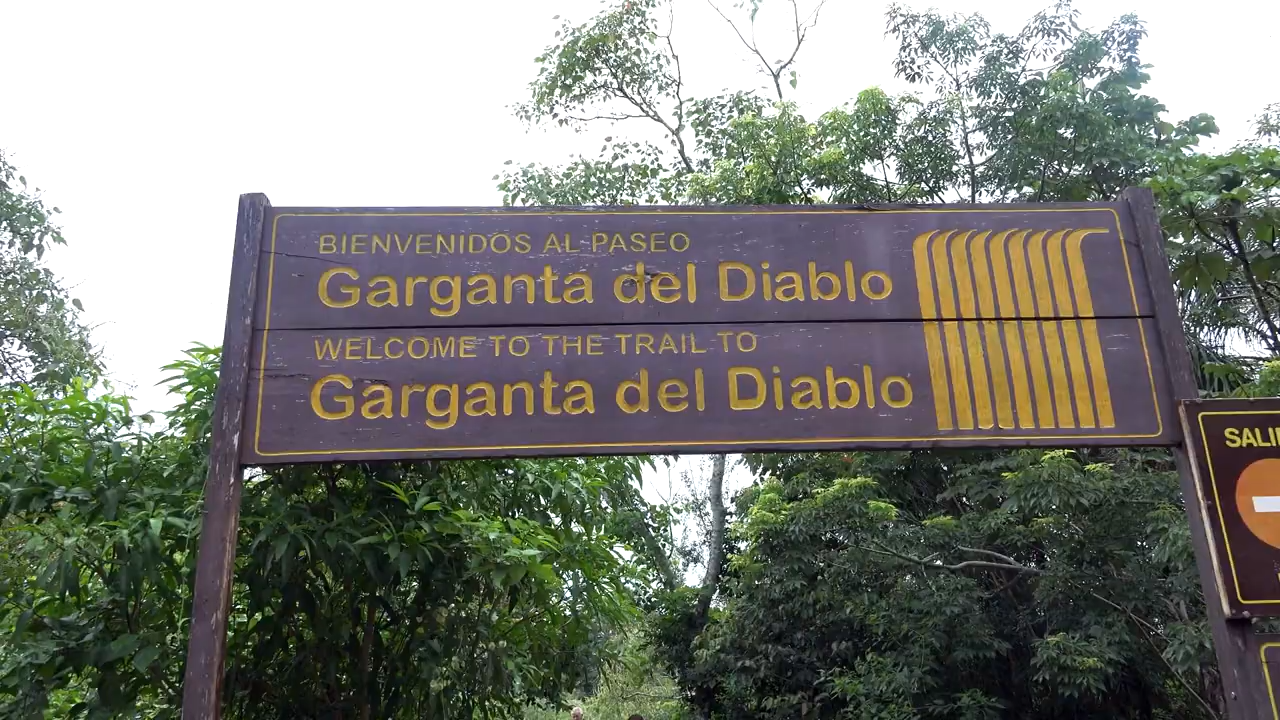 BIENVENIDOS AL PASEO
Garganta del Diablo
WELCOME TO THE TRAIL TO
Garganta del Diablo